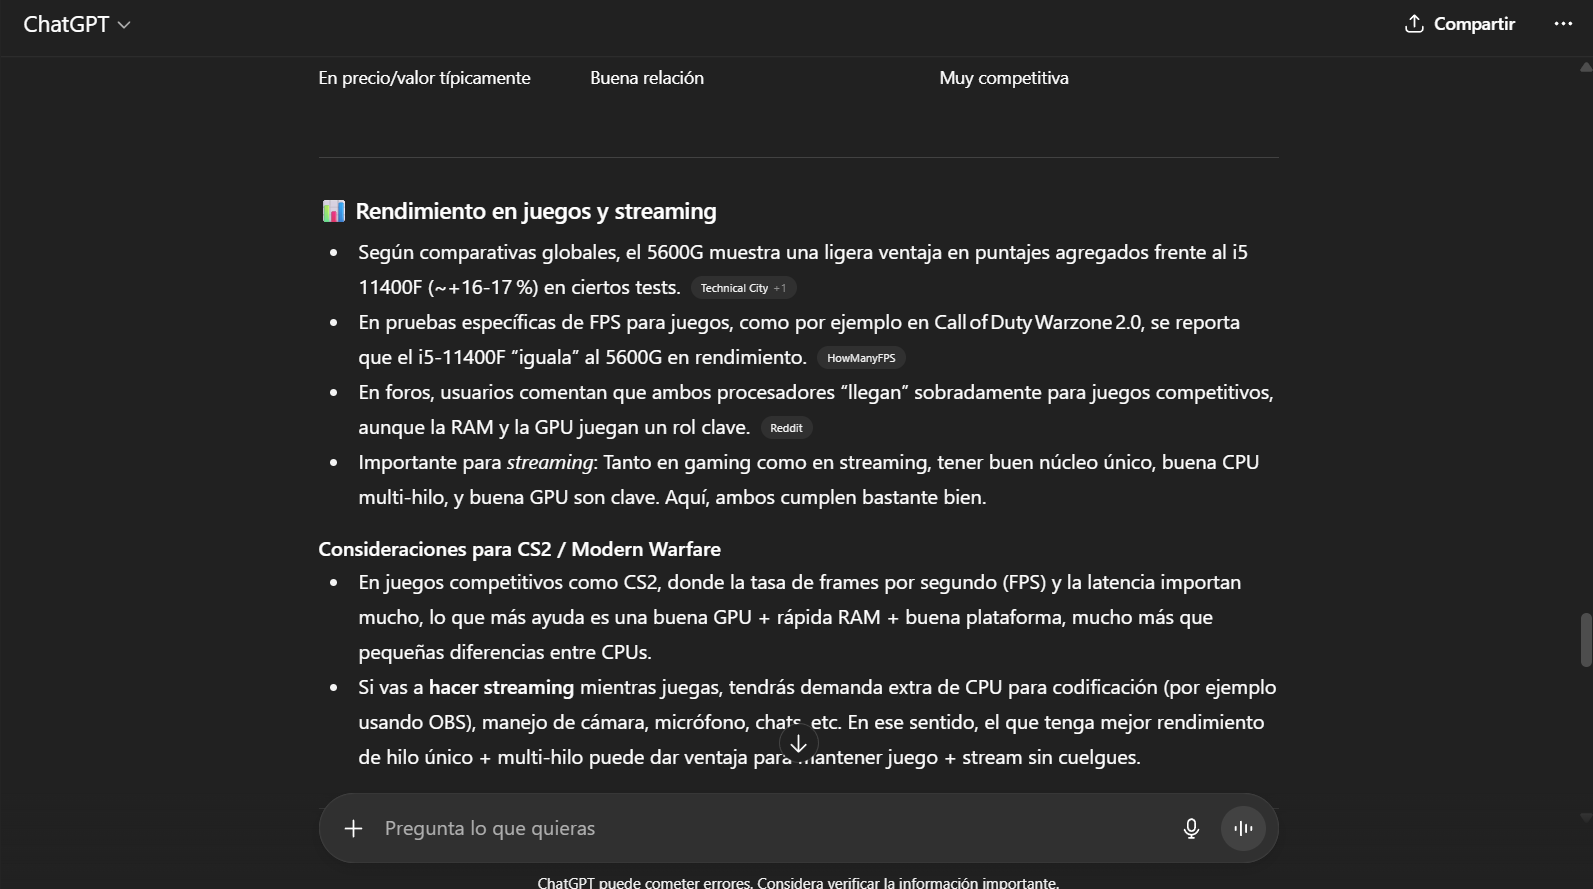 ChatGPT
Compartir
En precio/valor típicamente Buena relación Muy competitiva
Rendimiento en juegos y streaming
Según comparativas globales, el 5600G muestra una ligera ventaja en puntajes agregados frente al i5
11400F (~+16-17 %) en ciertos tests. Technical City +1
En pruebas específicas de FPS para juegos, como por ejemplo en Call of Duty Warzone 2.0, se reporta
que el i5-11400F “iguala” al 5600G en rendimiento. HowManyFPS
En foros, usuarios comentan que ambos procesadores “llegan” sobradamente para juegos competitivos,
aunque la RAM y la GPU juegan un rol clave. Reddit
Importante para streaming: Tanto en gaming como en streaming, tener buen núcleo único, buena CPU
multi-hilo, y buena GPU son clave. Aquí, ambos cumplen bastante bien.
Consideraciones para CS2 / Modern Warfare
En juegos competitivos como CS2, donde la tasa de frames por segundo (FPS) y la latencia importan
mucho, lo que más ayuda es una buena GPU + rápida RAM + buena plataforma, mucho más que
pequeñas diferencias entre CPUs.
Si vas a hacer streaming mientras juegas, tendrás demanda extra de CPU para codificación (por ejemplo
usando OBS), manejo de cámara, micrófono, chats, etc. En ese sentido, el que tenga mejor rendimiento
de hilo único + multi-hilo puede dar ventaja para mantener juego + stream sin cuelgues.
Pregunta lo que quieras
ChatGPT puede cometer errores. Considera verificar la información importante.